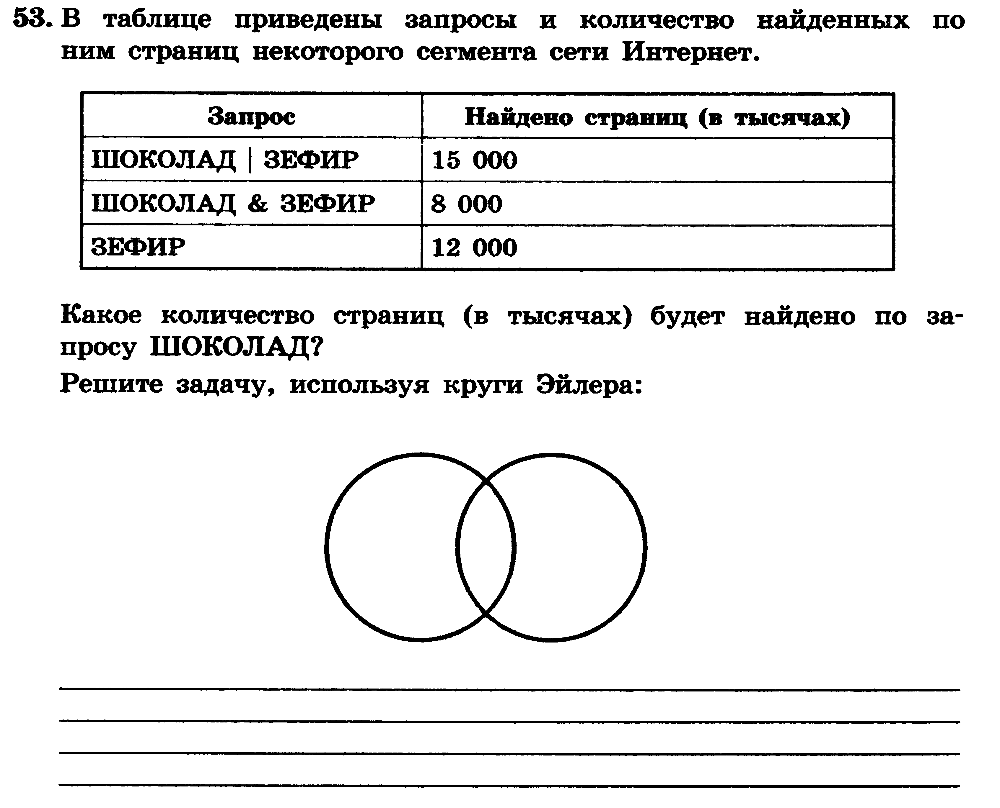 53. В таблице приведены запросы и количество найденных по
ним страниц некоторого сегмента сети Интернет.
Запрос Найдено страниц (в тысячах)
ШОКОЛАД | ЗЕФИР 15 000
ШОКОЛАД & ЗЕФИР 8 000
ЗЕФИР 12 000
Какое количество страниц (в тысячах) будет найдено по за-
просу ШОКОЛАД?
Решите задачу, используя круги Эйлера: